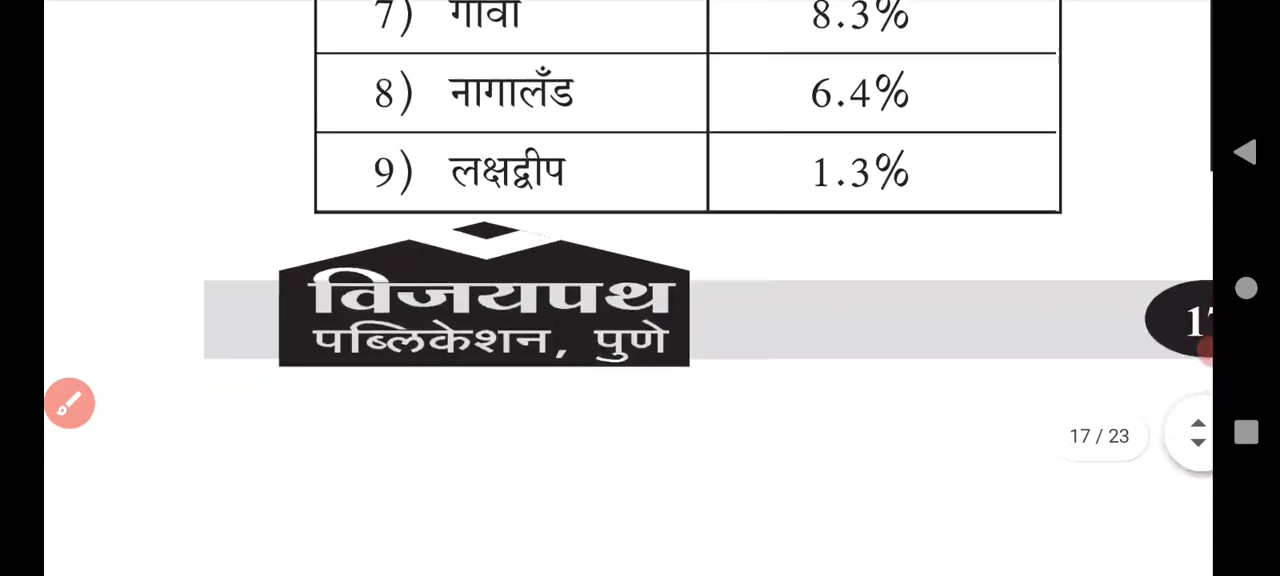 7) गोवा 8.3%
8) नागालँड 6.4%
9) लक्षद्वीप 1.3%
विजयपथ
पब्लिकेशन, पुणे
17 / 23